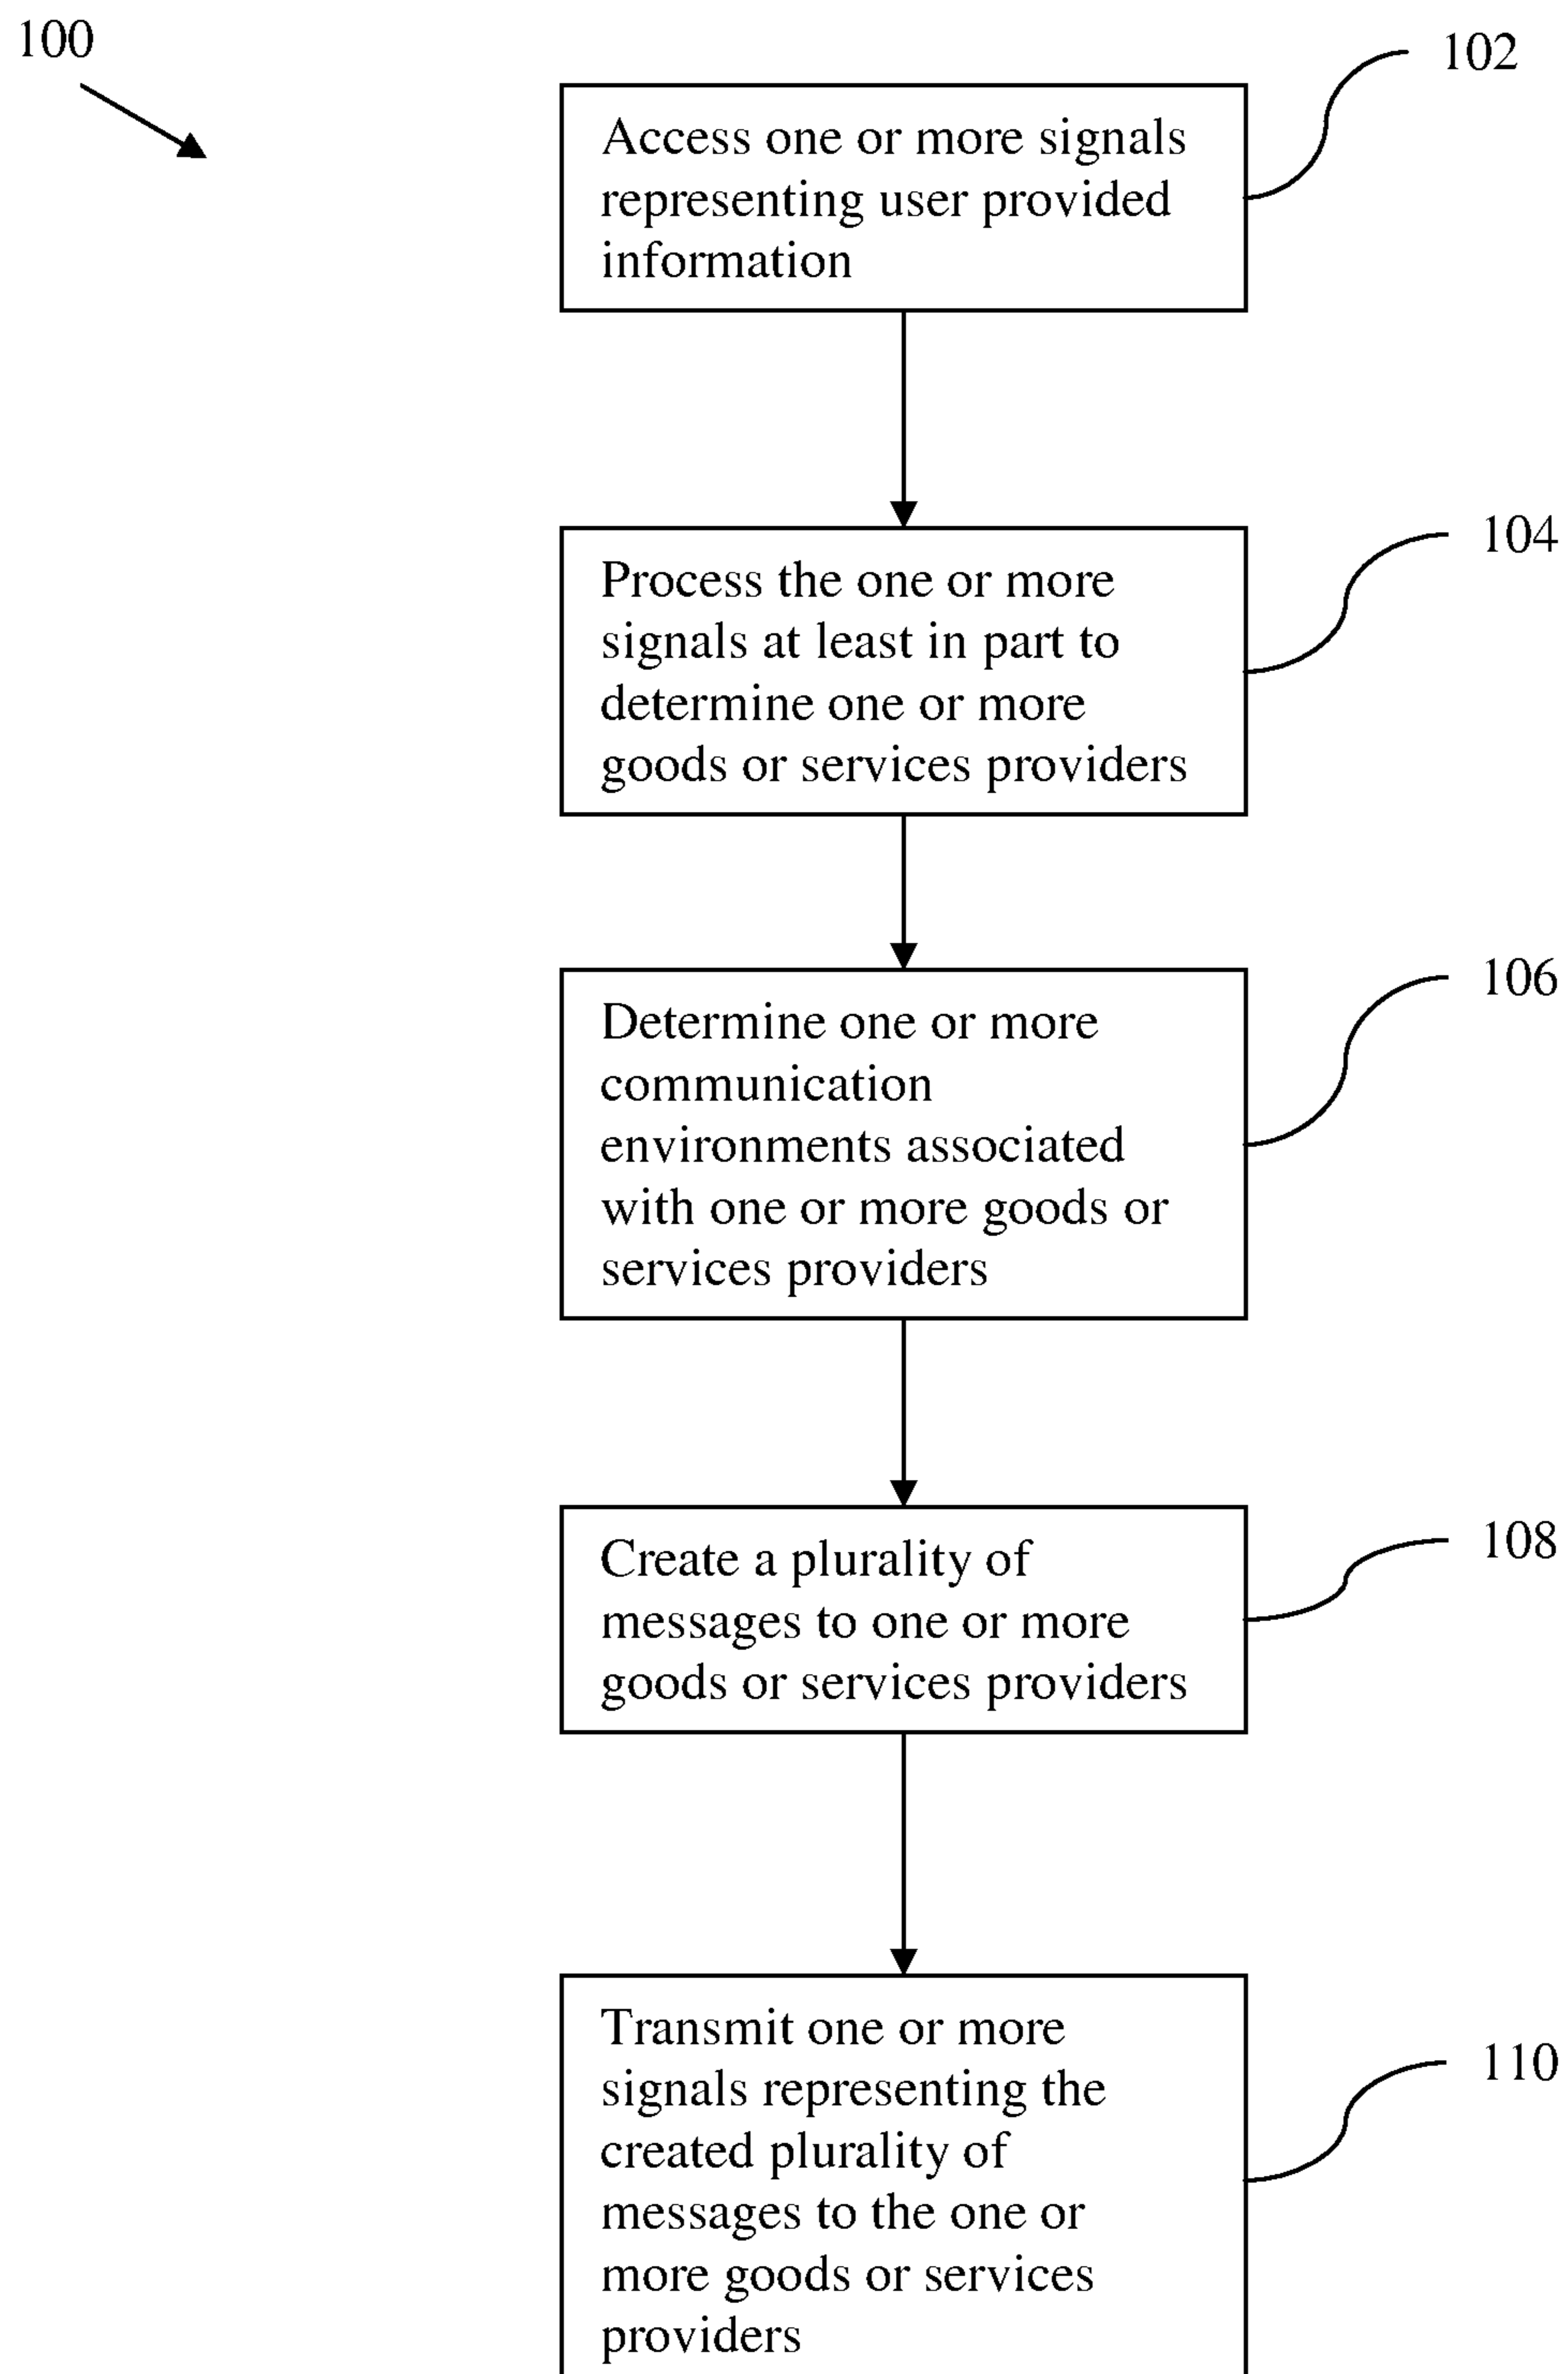 100
102
Access one or more signals
representing user provided
information
104
Process the one or more
signals at least in part to
determine one or more
goods or services providers
106
Determine one or more
communication
environments associated
with one or more goods or
services providers
108
Create a plurality of
messages to one or more
goods or services providers
110
Transmit one or more
signals representing the
created plurality of
messages to the one or
more goods or services
providers